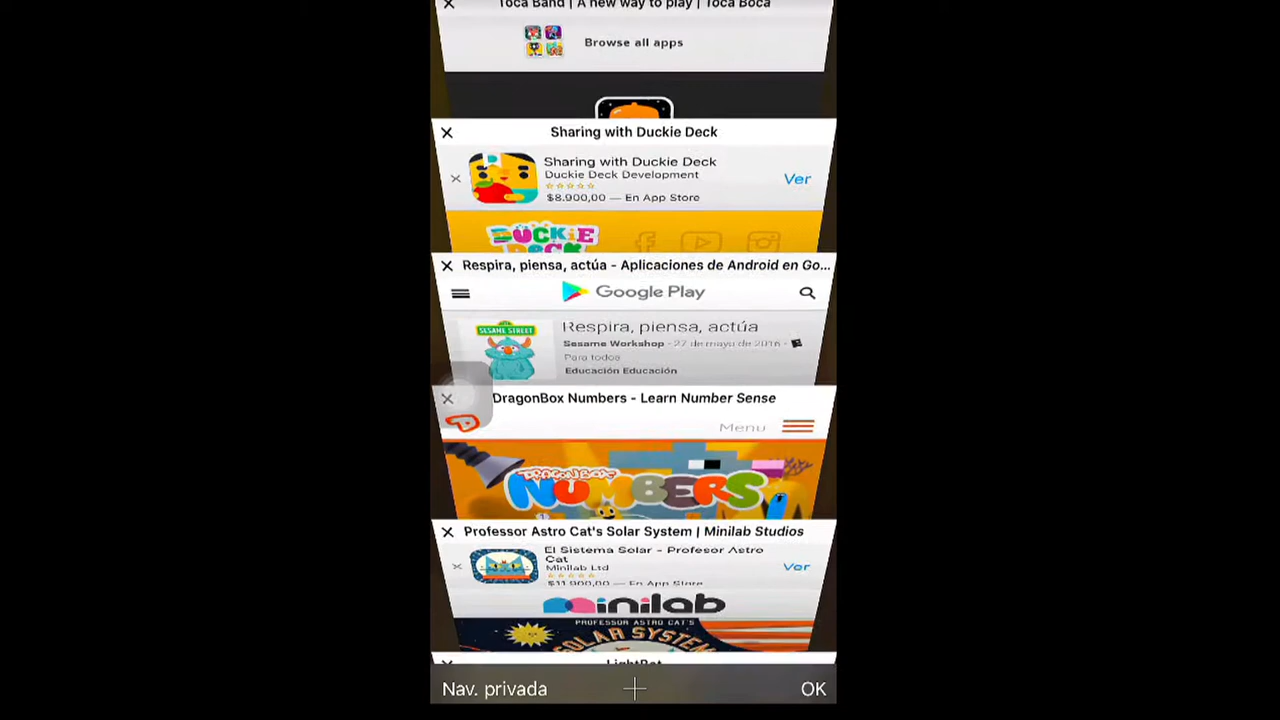 Toca Band | A new way to play | Toca Boca
Browse all apps
Sharing with Duckie Deck
Sharing with Duckie Deck
Duckie Deck Development
Ver
$8.900,00 — En App Store
DUCKIE
DECK
Respira, piensa, actúa - Aplicaciones de Android en Go...
Google Play
SESAME STREET
Respira, piensa, actúa
Sesame Workshop - 27 de mayo de 2016 -
Para todos
Educación Educación
DragonBox Numbers - Learn Number Sense
Menu
DRAGONBOX
NUMBERS
Professor Astro Cat's Solar System | Minilab Studios
El Sistema Solar - Profesor Astro
Cat
Minilab Ltd
Ver
$11.900,00 — En App Store
minilab
PROFESSOR ASTRO CAT'S
SOLAR SYSTEM
LightBot
Nav. privada
OK